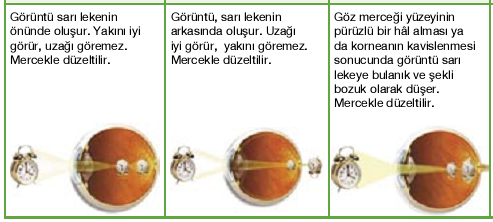 Görüntü sarı lekenin
önünde oluşur. Yakını iyi
görür, uzağı göremez.
Mercekle düzeltilir.
Görüntü, sarı lekenin
arkasında oluşur. Uzağı
iyi görür, yakını göremez.
Mercekle düzeltilir.
Göz merceği yüzeyinin
pürüzlü bir hâl alması ya
da korneanın kavislenmesi
sonucunda görüntü sarı
lekeye bulanık ve şekli
bozuk olarak düşer.
Mercekle düzeltilir.